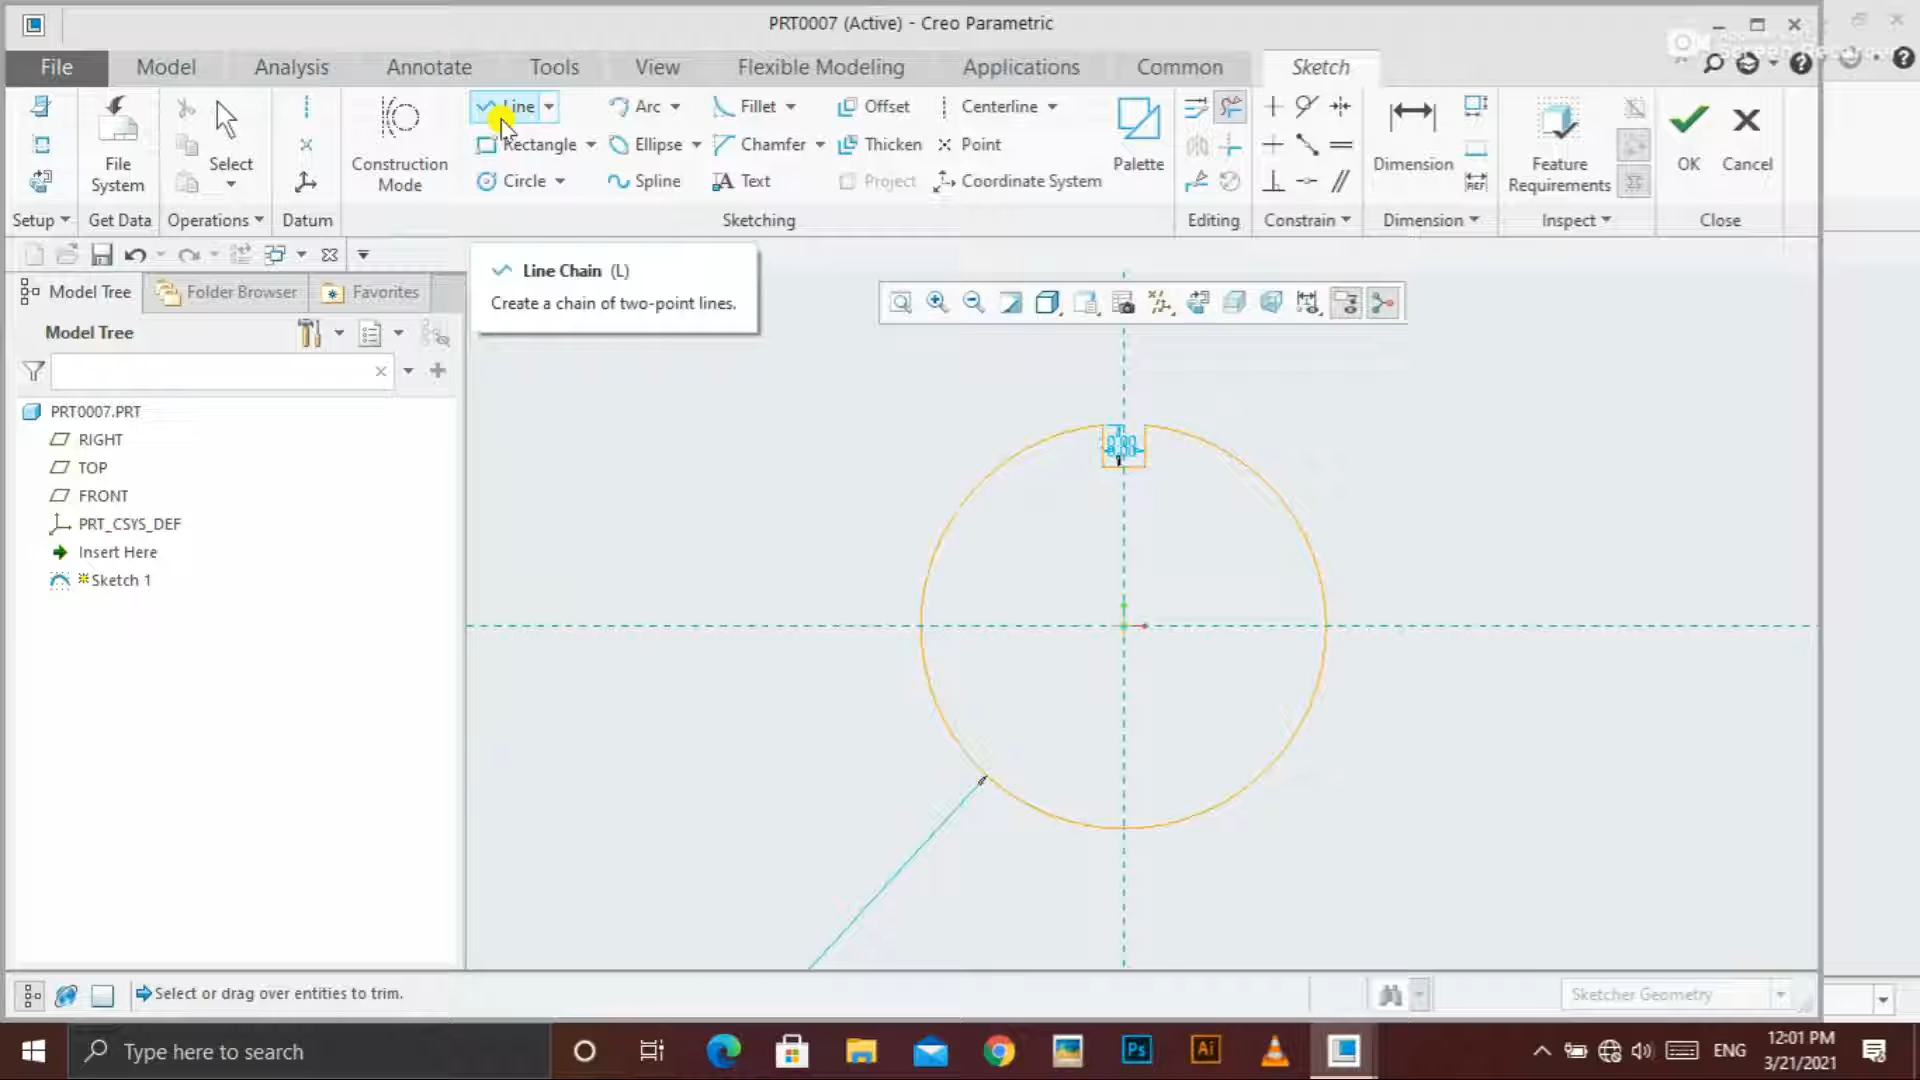 PRT0007 (Active) - Creo Parametric
File
Model
Analysis
Annotate
Tools
View
Flexible Modeling
Applications
Common
Sketch
File System
Select
Construction Mode
Line
Rectangle
Circle
Arc
Ellipse
Spline
Fillet
Chamfer
Text
Offset
Thicken
Project
Centerline
Point
Coordinate System
Palette
Dimension
REF
Feature Requirements
OK
Cancel
Setup
Get Data
Operations
Datum
Sketching
Editing
Constrain
Dimension
Inspect
Close
Model Tree
Folder Browser
Favorites
Line Chain (L)
Create a chain of two-point lines.
Model Tree
PRT0007.PRT
RIGHT
TOP
FRONT
PRT_CSYS_DEF
Insert Here
Sketch 1
Select or drag over entities to trim.
Sketcher Geometry
Type here to search
Ps
Ai
ENG
12:01 PM
3/21/2021